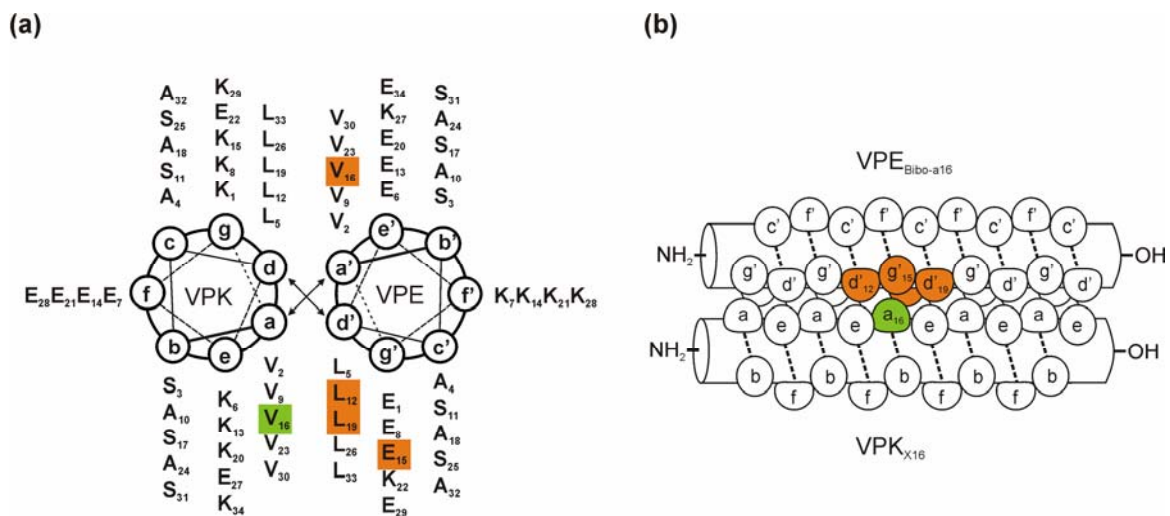 (a)
A32 K29 L33 V30 E34 S31
S25 E22 L26 V23 K27 A24
A18 K15 L19 V16 E20 S17
S11 K8 L12 V9 E13 A10
A4 K1 L5 V2 E6 S3
c g d a' e' b'
E28E21E14E7 f VPK VPE f' K7K14K21K28
b e a d' g' c'
S3 K6 V2 L5 E1 A4
A10 K13 V9 L12 E8 S11
S17 K20 V16 L19 E15 A18
A24 E27 V23 L26 K22 S25
S31 K34 V30 L33 E29 A32
(b)
VPEBibo-a16
c' f' c' f' c' f' c' f' c'
NH2 OH
g' d' g' d'12 g'15 d'19 g' d' g' d'
a e a e a16 e a e a e
NH2 OH
b f b f b f b f b
VPKX16